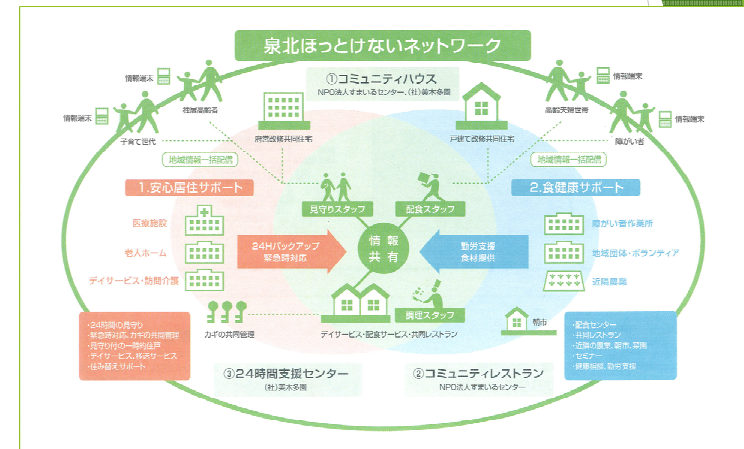 泉北ほっとけないネットワーク
①コミュニティハウス
NPO法人すまいるセンター、(社)美木多園
情報端末
独居高齢者
情報端末
子育て世代
府営改修共同住宅
戸建て改修共同住宅
高齢夫婦世帯
情報端末
障がい者
情報端末
地域情報一括配信
地域情報一括配信
1.安心居住サポート
2.食健康サポート
見守りスタッフ
配食スタッフ
医療施設
老人ホーム
デイサービス・訪問介護
24Hバックアップ
緊急時対応
情報
共有
勤労支援
食材提供
障がい者作業所
地域団体・ボランティア
近隣農業
カギの共同管理
デイサービス・配食サービス・共同レストラン
調理スタッフ
朝市
・24時間の見守り
・緊急時対応、カギの共同管理
・見守り付の一時的住戸
・デイサービス、移送サービス
・住み替えサポート
・配食センター
・共同レストラン
・近隣の農業、朝市、菜園
・セミナー
・健康相談、勤労支援
③24時間支援センター
(社)美木多園
②コミュニティレストラン
NPO法人すまいるセンター